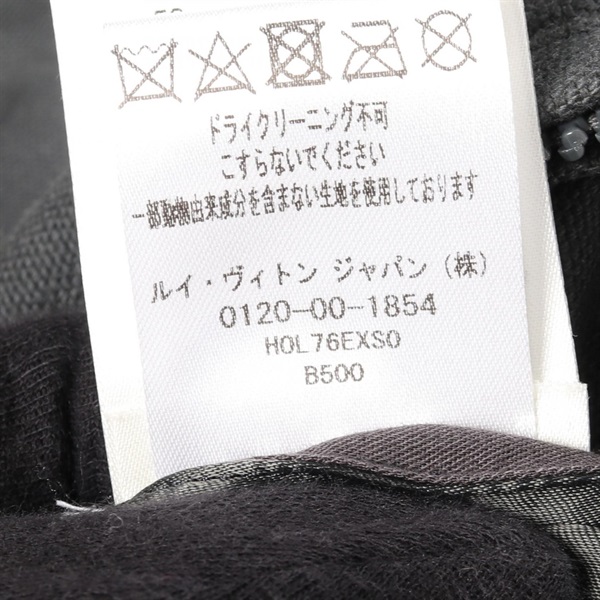 ドライクリーニング不可
こすらないでください
一部動物由来成分を含まない生地を使用しております
ルイ・ヴィトン ジャパン（株）
0120-00-1854
H0L76EXS0
B500